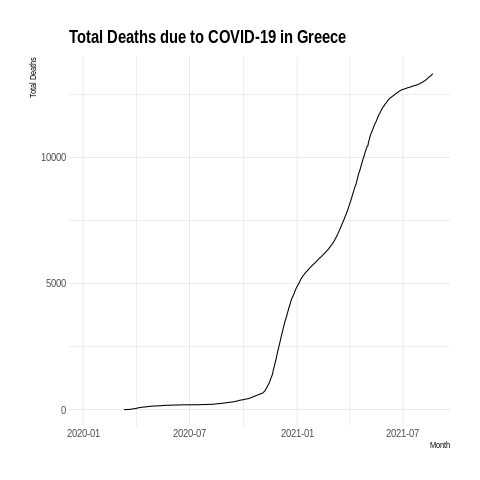 Total Deaths due to COVID-19 in Greece
Total Deaths
10000
5000
0
2020-01 2020-07 2021-01 2021-07
Month